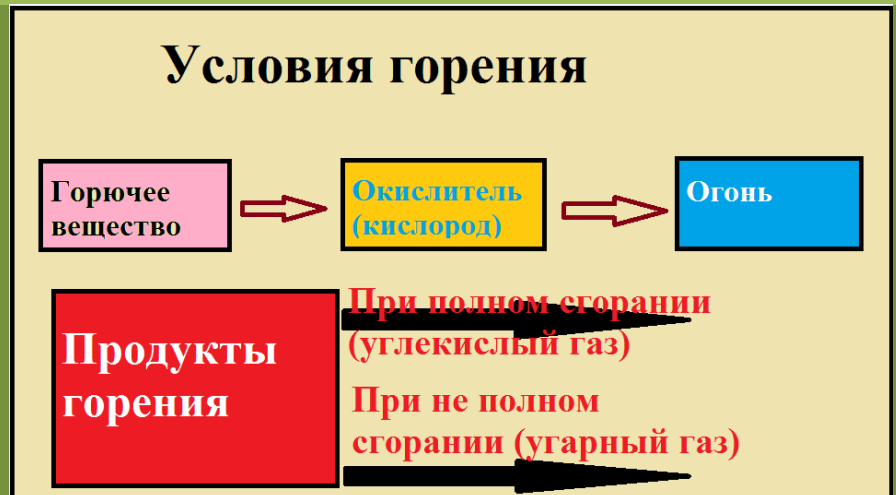 Условия горения
Горючее
вещество
Окислитель
(кислород)
Огонь
Продукты
горения
При полном сгорании
(углекислый газ)
При не полном
сгорании (угарный газ)